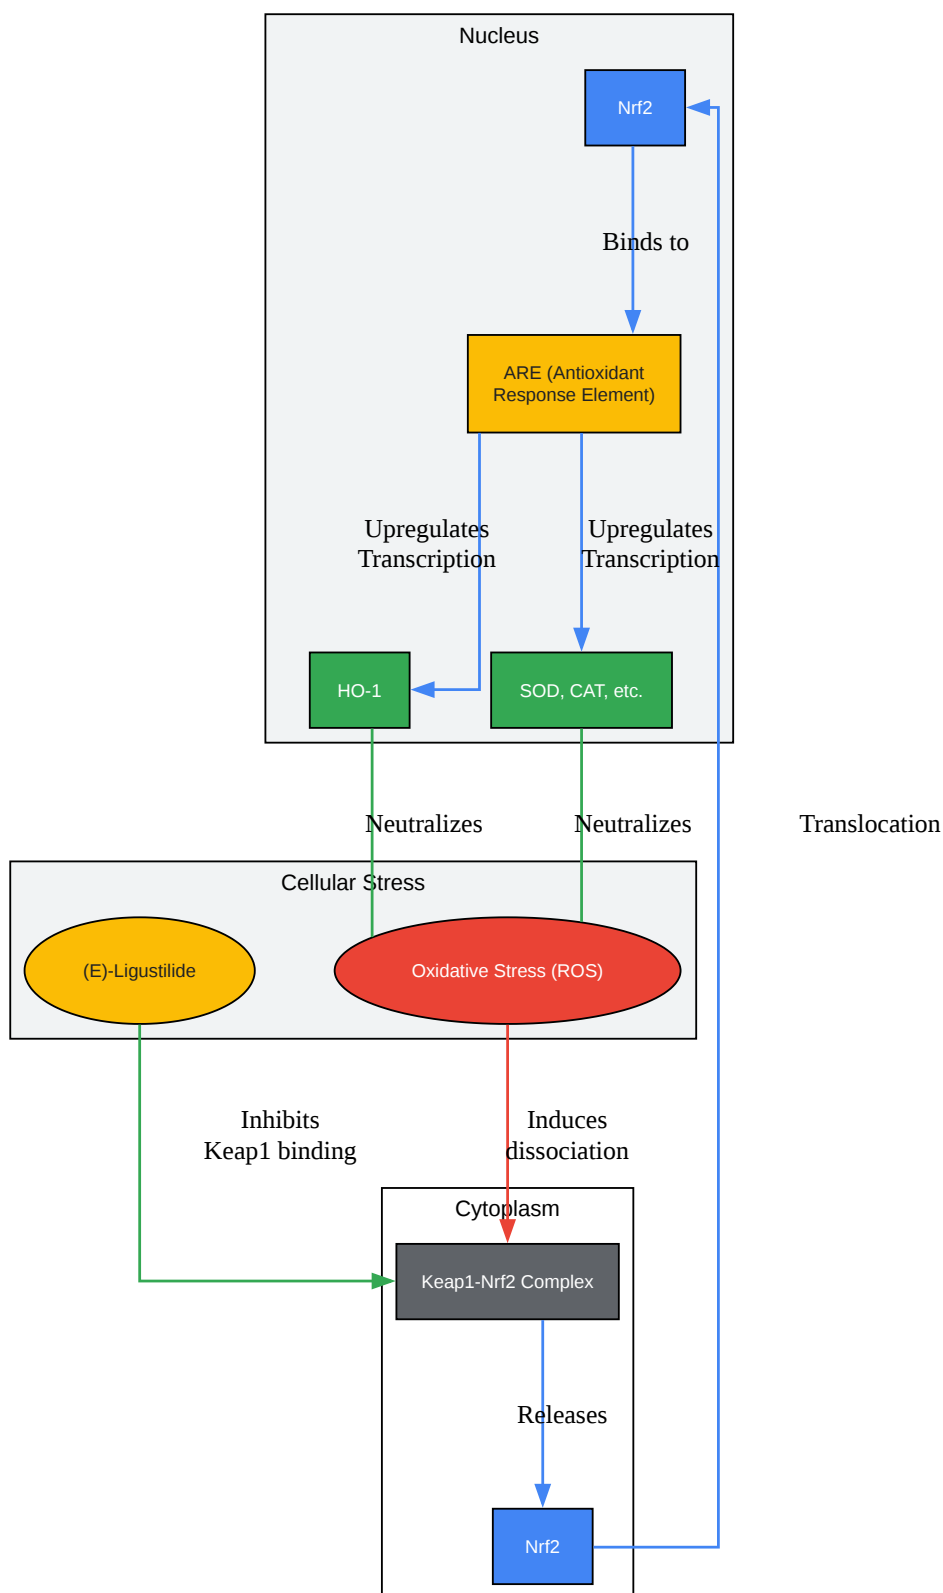 Nucleus
Nrf2
Binds to
ARE (Antioxidant
Response Element)
Upregulates
Transcription
Upregulates
Transcription
HO-1
SOD, CAT, etc.
Neutralizes
Neutralizes
Translocation
Cellular Stress
(E)-Ligustilide
Oxidative Stress (ROS)
Inhibits
Keap1 binding
Induces
dissociation
Cytoplasm
Keap1-Nrf2 Complex
Releases
Nrf2